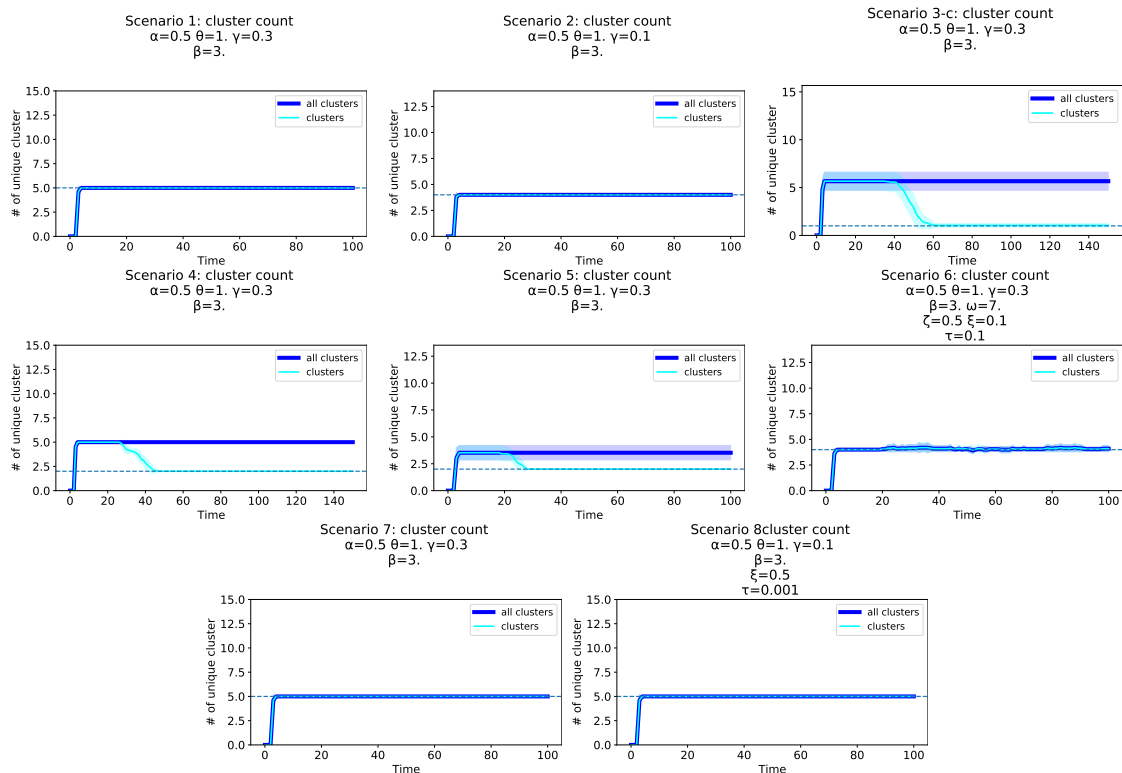 Scenario 1: cluster count
α=0.5 θ=1. γ=0.3
β=3.
# of unique cluster
15.0
12.5
10.0
7.5
5.0
2.5
0.0
all clusters
clusters
0 20 40 60 80 100
Time
Scenario 2: cluster count
α=0.5 θ=1. γ=0.1
β=3.
# of unique cluster
12.5
10.0
7.5
5.0
2.5
0.0
all clusters
clusters
0 20 40 60 80 100
Time
Scenario 3-c: cluster count
α=0.5 θ=1. γ=0.3
β=3.
# of unique cluster
15
10
5
0
all clusters
clusters
0 20 40 60 80 100 120 140
Time
Scenario 4: cluster count
α=0.5 θ=1. γ=0.3
β=3.
# of unique cluster
15.0
12.5
10.0
7.5
5.0
2.5
0.0
all clusters
clusters
0 20 40 60 80 100 120 140
Time
Scenario 5: cluster count
α=0.5 θ=1. γ=0.3
β=3.
# of unique cluster
12.5
10.0
7.5
5.0
2.5
0.0
all clusters
clusters
0 20 40 60 80 100
Time
Scenario 6: cluster count
α=0.5 θ=1. γ=0.3
β=3. ω=7.
ζ=0.5 ξ=0.1
τ=0.1
# of unique cluster
12.5
10.0
7.5
5.0
2.5
0.0
all clusters
clusters
0 20 40 60 80 100
Time
Scenario 7: cluster count
α=0.5 θ=1. γ=0.3
β=3.
# of unique cluster
15.0
12.5
10.0
7.5
5.0
2.5
0.0
all clusters
clusters
0 20 40 60 80 100
Time
Scenario 8cluster count
α=0.5 θ=1. γ=0.1
β=3.
ξ=0.5
τ=0.001
# of unique cluster
15.0
12.5
10.0
7.5
5.0
2.5
0.0
all clusters
clusters
0 20 40 60 80 100
Time